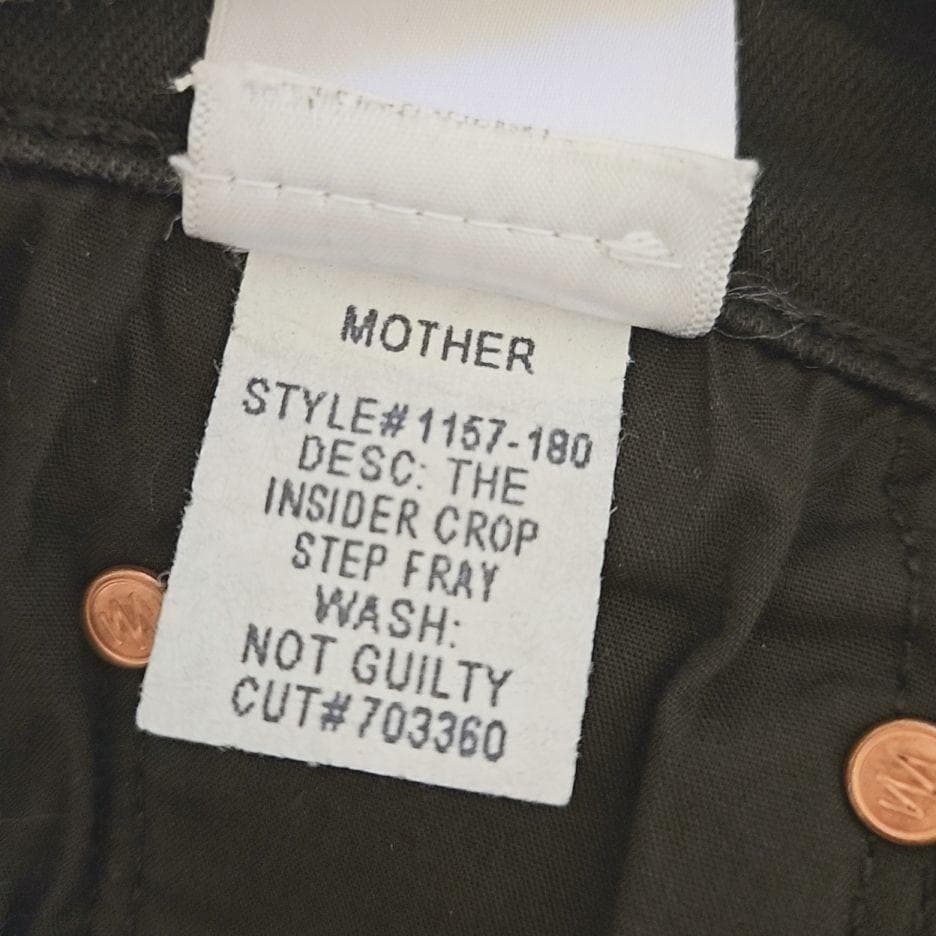 MOTHER
STYLE#1157-180
DESC: THE
INSIDER CROP
STEP FRAY
WASH:
NOT GUILTY
CUT#703360